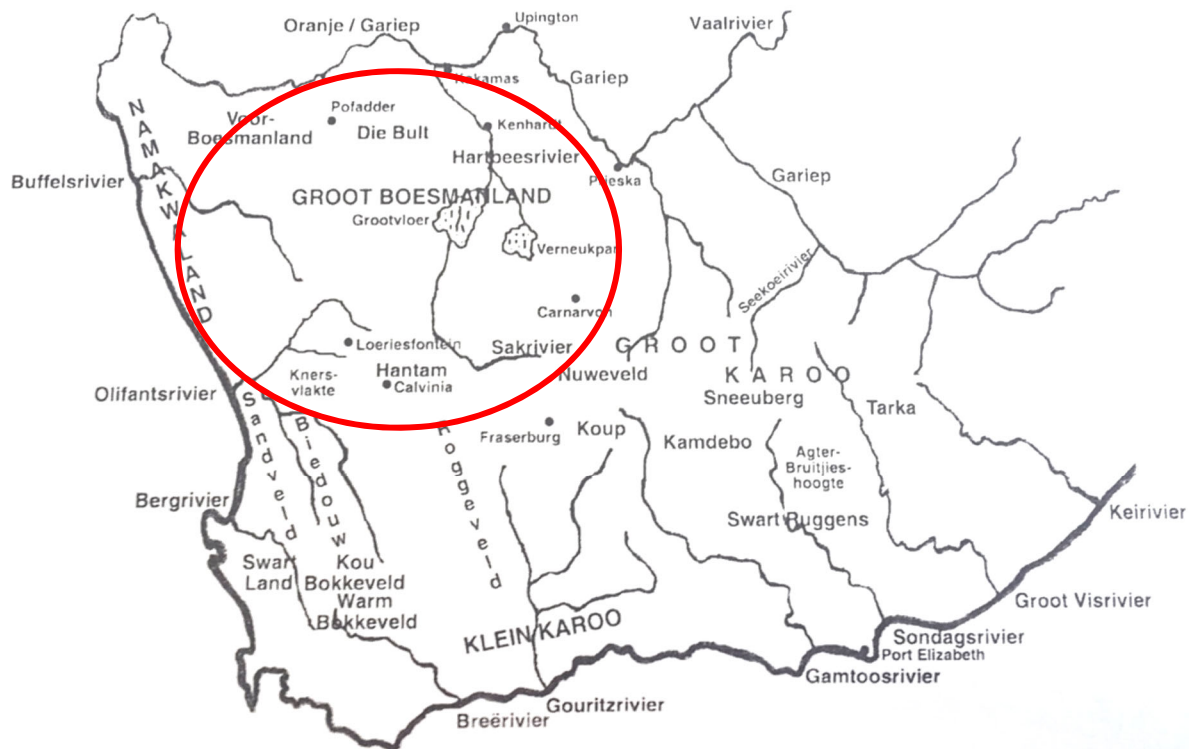 Upington
Oranje / Gariep
Vaalrivier
Kakamas
Gariep
Pofadder
Voor-
Boesmanland
Die Bult
Kenhardt
NAMAKWALAND
Hartbeesrivier
Prieska
Gariep
Buffelsrivier
GROOT BOESMANLAND
Grootvloer
Verneukpan
Seekoeirivier
Carnarvon
Loeriesfontein
Sakrivier
GROOT
KAROO
Hantam
Calvinia
Kners-
vlakte
Nuweveld
Sneeuberg
Olifantsrivier
Sandveld
Biedouw
Roggeveld
Fraserburg
Koup
Kamdebo
Tarka
Agter-
Bruitjies-
hoogte
Bergrivier
Swart Ruggens
Keirivier
Swart
Land
Kou
Bokkeveld
Warm
Bokkeveld
KLEIN KAROO
Groot Visrivier
Sondagsrivier
Port Elizabeth
Gamtoosrivier
Gouritzrivier
Breërivier